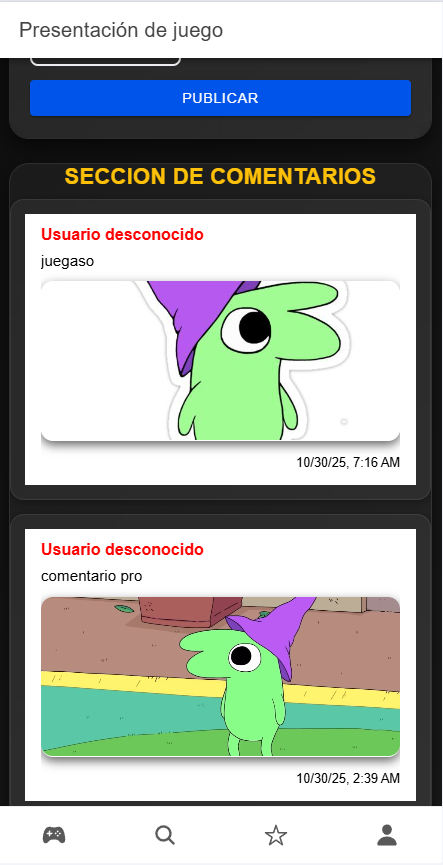 Presentación de juego
PUBLICAR
SECCION DE COMENTARIOS
Usuario desconocido
juegaso
10/30/25, 7:16 AM
Usuario desconocido
comentario pro
10/30/25, 2:39 AM